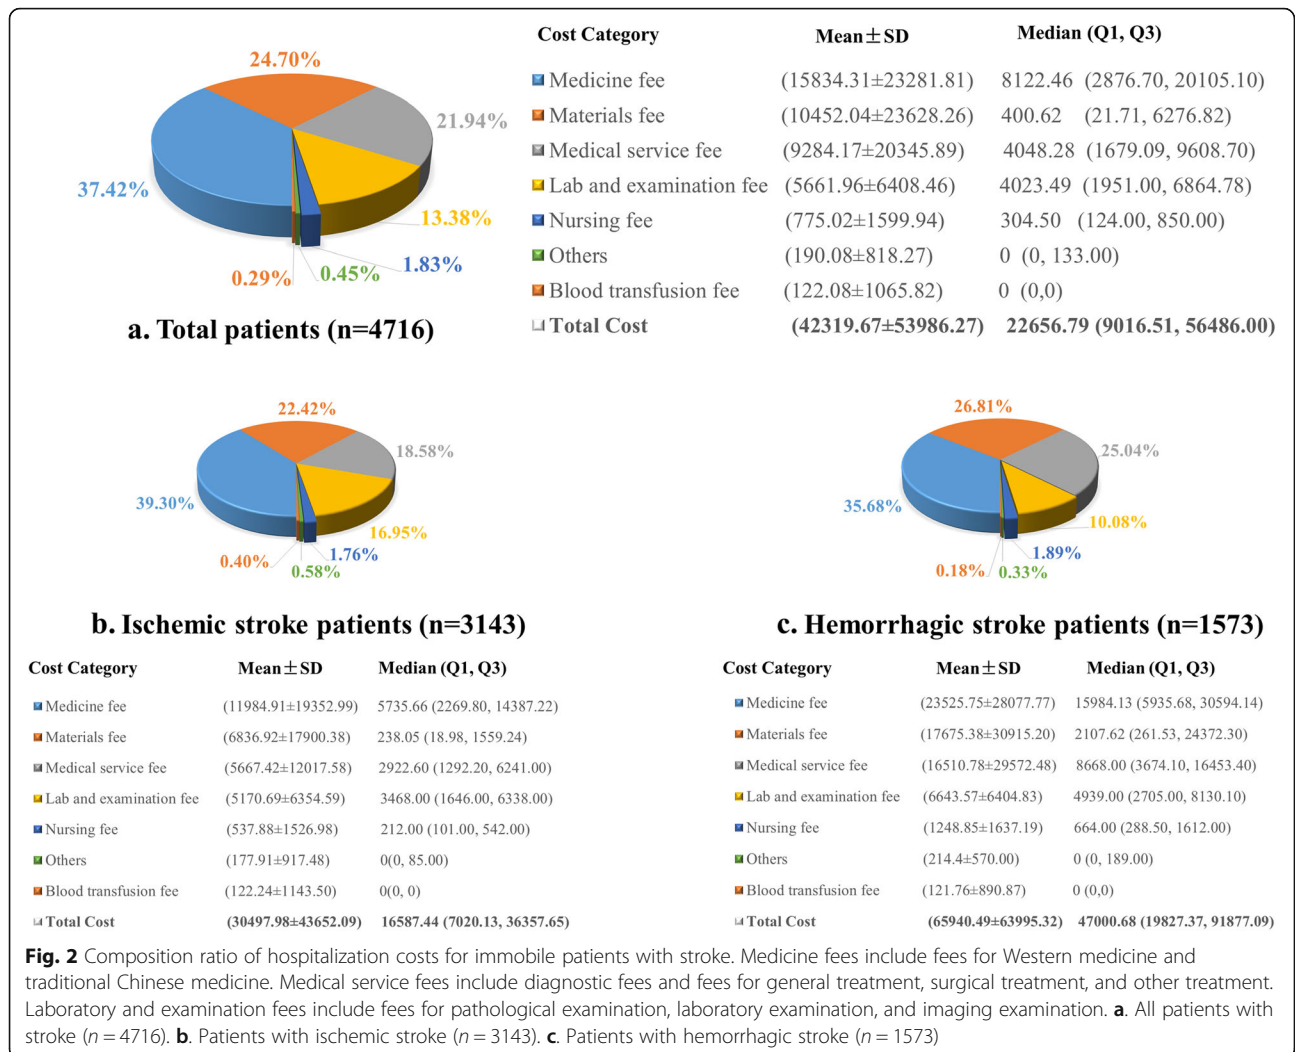 24.70%
21.94%
37.42%
13.38%
1.83%
0.45%
0.29%
a. Total patients (n=4716)
Cost Category Mean±SD Median (Q1, Q3)
Medicine fee (15834.31±23281.81) 8122.46 (2876.70, 20105.10)
Materials fee (10452.04±23628.26) 400.62 (21.71, 6276.82)
Medical service fee (9284.17±20345.89) 4048.28 (1679.09, 9608.70)
Lab and examination fee (5661.96±6408.46) 4023.49 (1951.00, 6864.78)
Nursing fee (775.02±1599.94) 304.50 (124.00, 850.00)
Others (190.08±818.27) 0 (0, 133.00)
Blood transfusion fee (122.08±1065.82) 0 (0,0)
Total Cost (42319.67±53986.27) 22656.79 (9016.51, 56486.00)
22.42%
18.58%
39.30%
16.95%
1.76%
0.58%
0.40%
b. Ischemic stroke patients (n=3143)
Cost Category Mean±SD Median (Q1, Q3)
Medicine fee (11984.91±19352.99) 5735.66 (2269.80, 14387.22)
Materials fee (6836.92±17900.38) 238.05 (18.98, 1559.24)
Medical service fee (5667.42±12017.58) 2922.60 (1292.20, 6241.00)
Lab and examination fee (5170.69±6354.59) 3468.00 (1646.00, 6338.00)
Nursing fee (537.88±1526.98) 212.00 (101.00, 542.00)
Others (177.91±917.48) 0(0, 85.00)
Blood transfusion fee (122.24±1143.50) 0(0, 0)
Total Cost (30497.98±43652.09) 16587.44 (7020.13, 36357.65)
26.81%
25.04%
35.68%
10.08%
1.89%
0.33%
0.18%
c. Hemorrhagic stroke patients (n=1573)
Cost Category Mean±SD Median (Q1, Q3)
Medicine fee (23525.75±28077.77) 15984.13 (5935.68, 30594.14)
Materials fee (17675.38±30915.20) 2107.62 (261.53, 24372.30)
Medical service fee (16510.78±29572.48) 8668.00 (3674.10, 16453.40)
Lab and examination fee (6643.57±6404.83) 4939.00 (2705.00, 8130.10)
Nursing fee (1248.85±1637.19) 664.00 (288.50, 1612.00)
Others (214.4±570.00) 0 (0, 189.00)
Blood transfusion fee (121.76±890.87) 0 (0,0)
Total Cost (65940.49±63995.32) 47000.68 (19827.37, 91877.09)
Fig. 2 Composition ratio of hospitalization costs for immobile patients with stroke. Medicine fees include fees for Western medicine and
traditional Chinese medicine. Medical service fees include diagnostic fees and fees for general treatment, surgical treatment, and other treatment.
Laboratory and examination fees include fees for pathological examination, laboratory examination, and imaging examination. a. All patients with
stroke (n = 4716). b. Patients with ischemic stroke (n = 3143). c. Patients with hemorrhagic stroke (n = 1573)